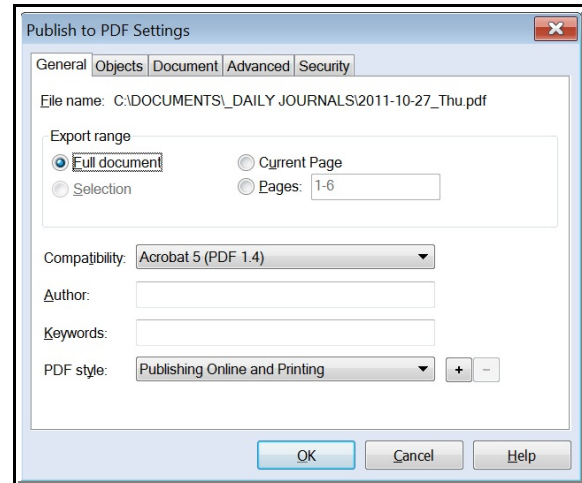 Publish to PDF Settings
General Objects Document Advanced Security
File name: C:\DOCUMENTS\_DAILY JOURNALS\2011-10-27_Thu.pdf
Export range
Full document Current Page
Selection Pages: 1-6
Compatibility: Acrobat 5 (PDF 1.4)
Author:
Keywords:
PDF style: Publishing Online and Printing + −
OK Cancel Help